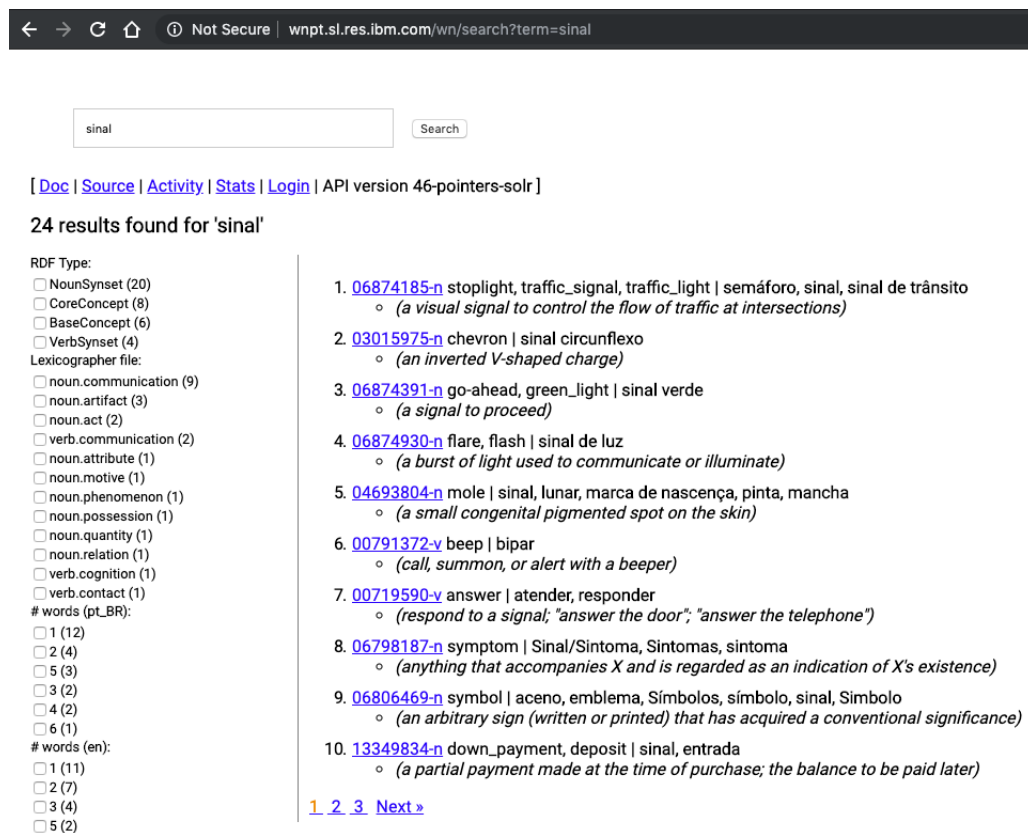 Not Secure | wnpt.sl.res.ibm.com/wn/search?term=sinal
sinal
Search
[ Doc | Source | Activity | Stats | Login | API version 46-pointers-solr ]
24 results found for 'sinal'
RDF Type:
NounSynset (20)
CoreConcept (8)
BaseConcept (6)
VerbSynset (4)
Lexicographer file:
noun.communication (9)
noun.artifact (3)
noun.act (2)
verb.communication (2)
noun.attribute (1)
noun.motive (1)
noun.phenomenon (1)
noun.possession (1)
noun.quantity (1)
noun.relation (1)
verb.cognition (1)
verb.contact (1)
# words (pt_BR):
1 (12)
2 (4)
5 (3)
3 (2)
4 (2)
6 (1)
# words (en):
1 (11)
2 (7)
3 (4)
5 (2)
1. 06874185-n stoplight, traffic_signal, traffic_light | semáforo, sinal, sinal de trânsito
(a visual signal to control the flow of traffic at intersections)
2. 03015975-n chevron | sinal circunflexo
(an inverted V-shaped charge)
3. 06874391-n go-ahead, green_light | sinal verde
(a signal to proceed)
4. 06874930-n flare, flash | sinal de luz
(a burst of light used to communicate or illuminate)
5. 04693804-n mole | sinal, lunar, marca de nascença, pinta, mancha
(a small congenital pigmented spot on the skin)
6. 00791372-v beep | bipar
(call, summon, or alert with a beeper)
7. 00719590-v answer | atender, responder
(respond to a signal; "answer the door"; "answer the telephone")
8. 06798187-n symptom | Sinal/Sintoma, Sintomas, sintoma
(anything that accompanies X and is regarded as an indication of X's existence)
9. 06806469-n symbol | aceno, emblema, Símbolos, símbolo, sinal, Simbolo
(an arbitrary sign (written or printed) that has acquired a conventional significance)
10. 13349834-n down_payment, deposit | sinal, entrada
(a partial payment made at the time of purchase; the balance to be paid later)
1 2 3 Next »